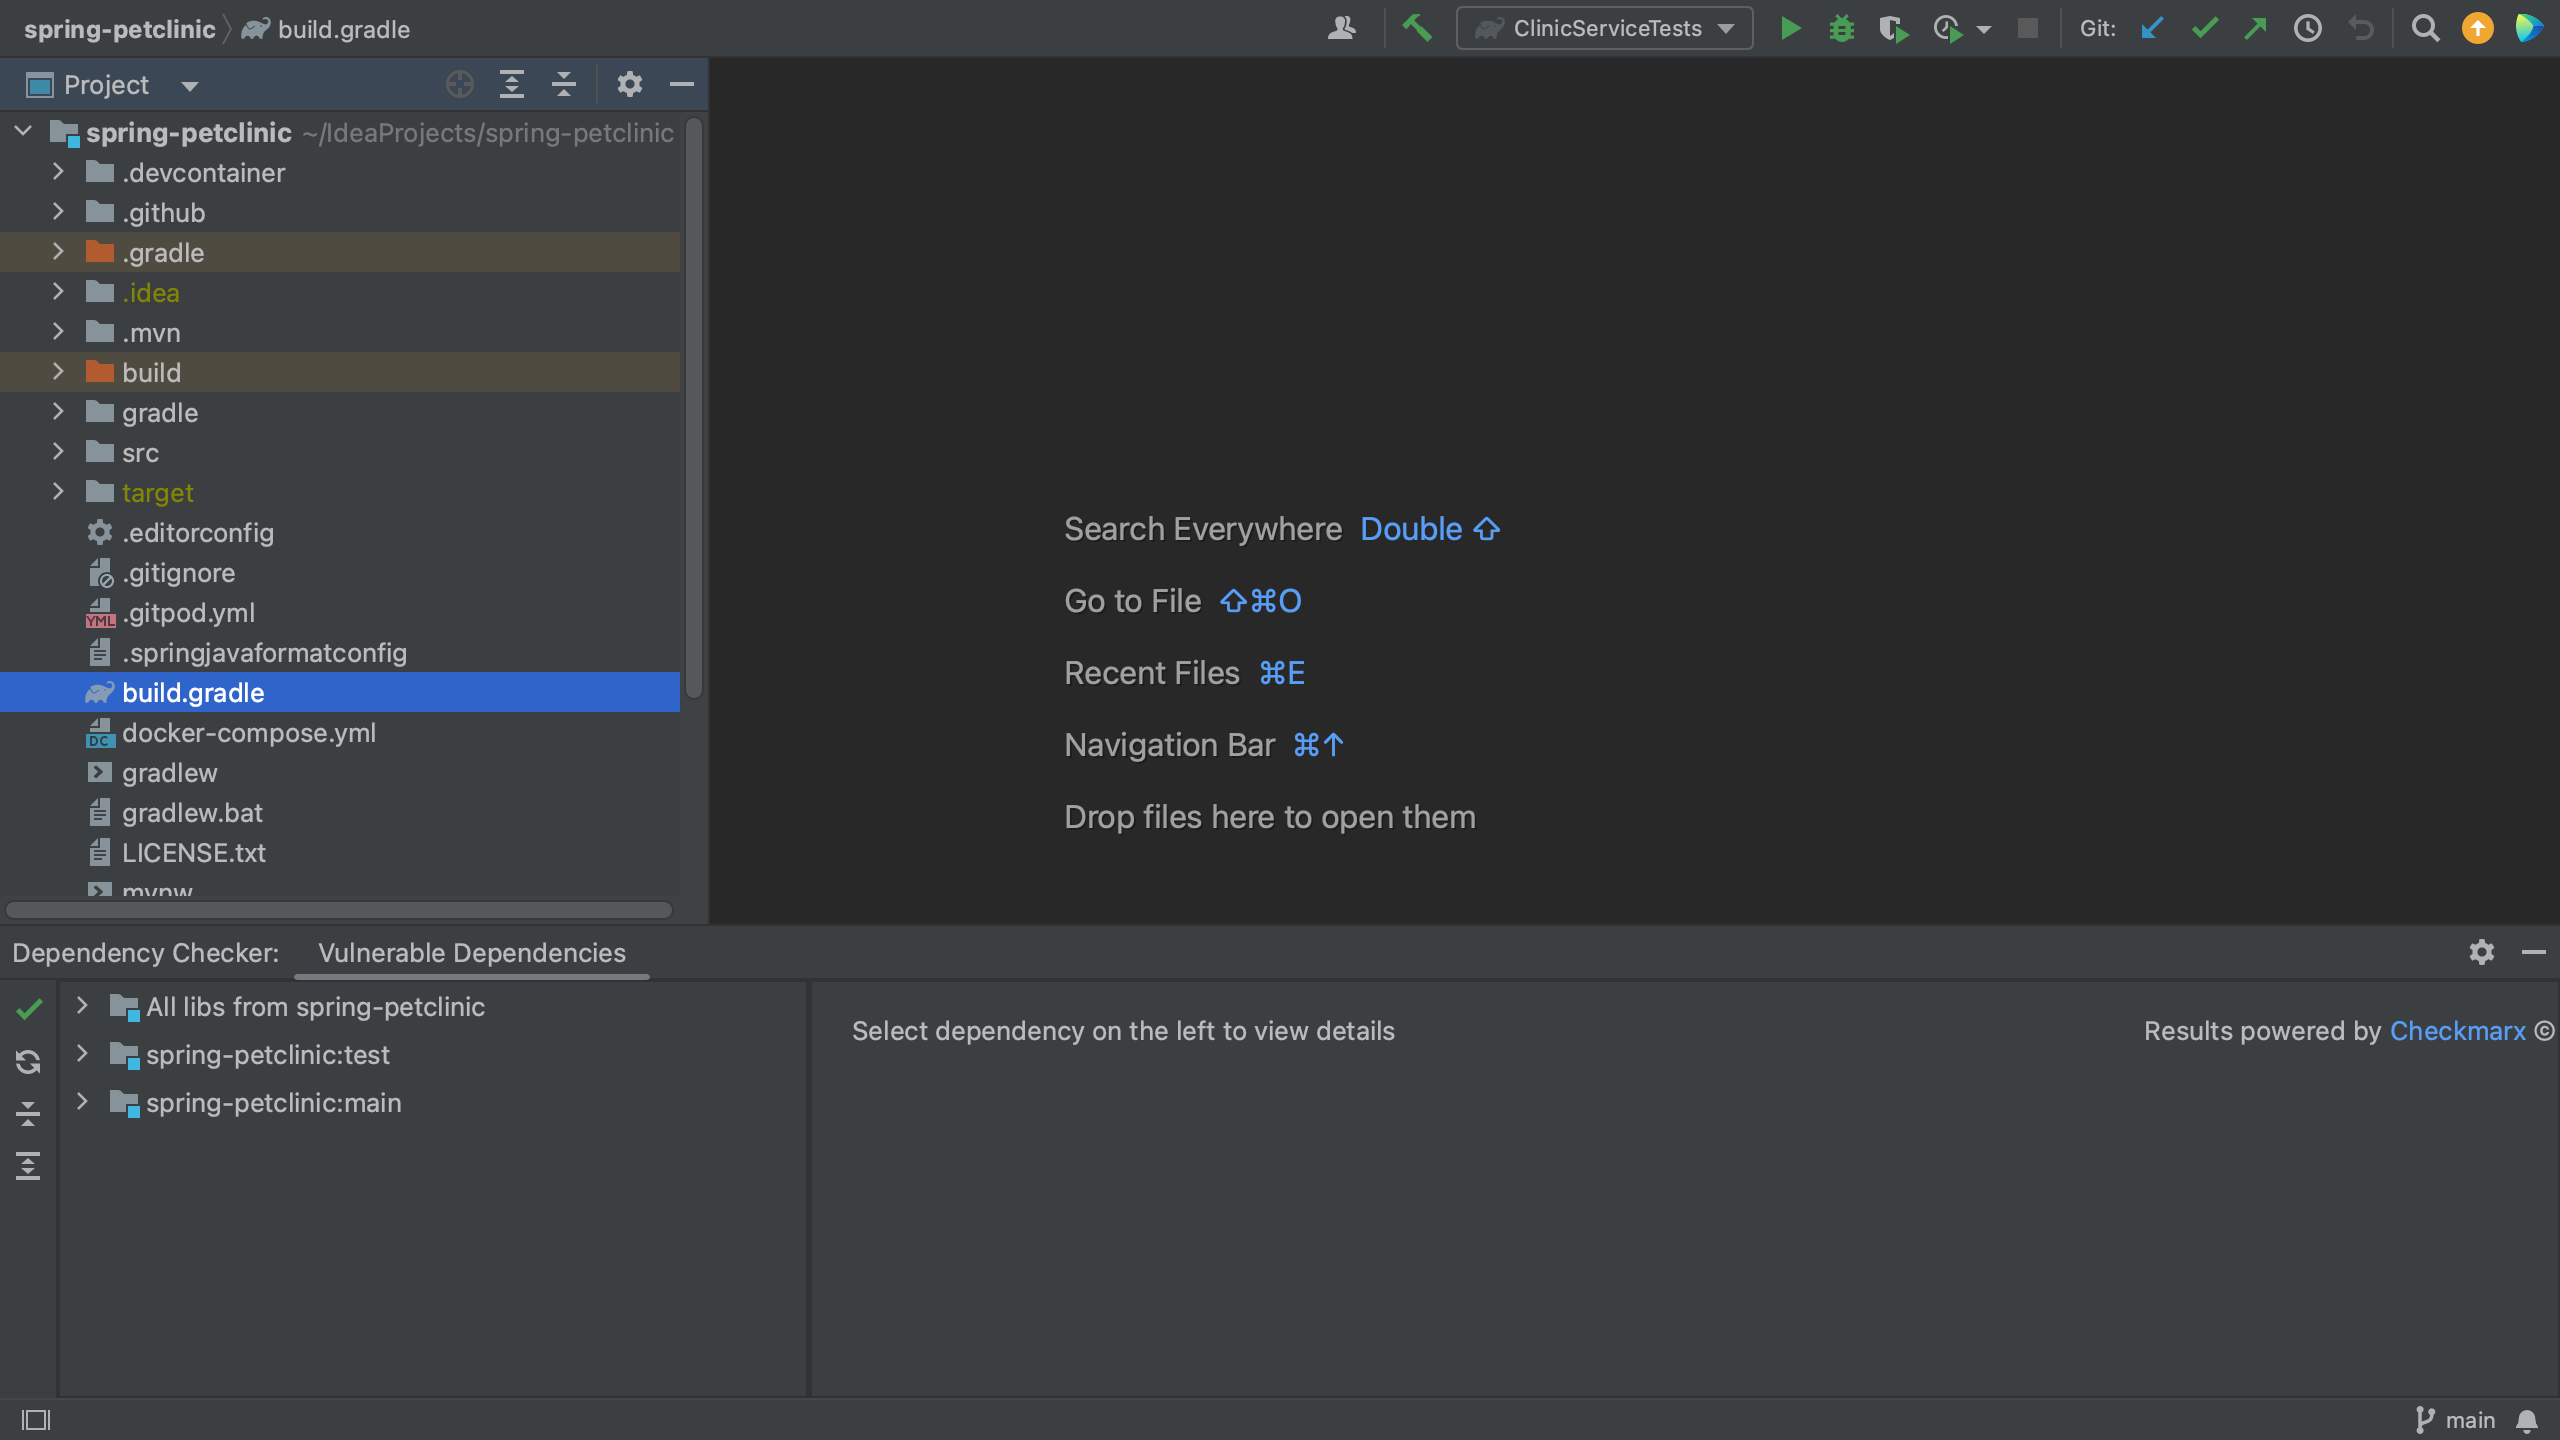 spring-petclinic build.gradle
ClinicServiceTests
Git:
Project
spring-petclinic ~/IdeaProjects/spring-petclinic
.devcontainer
.github
.gradle
.idea
.mvn
build
gradle
src
target
.editorconfig
.gitignore
YML .gitpod.yml
.springjavaformatconfig
build.gradle
DC docker-compose.yml
gradlew
gradlew.bat
LICENSE.txt
mvnw
Search Everywhere Double ⇧
Go to File ⇧⌘O
Recent Files ⌘E
Navigation Bar ⌘↑
Drop files here to open them
Dependency Checker: Vulnerable Dependencies
All libs from spring-petclinic
spring-petclinic:test
spring-petclinic:main
Select dependency on the left to view details
Results powered by Checkmarx ©
main